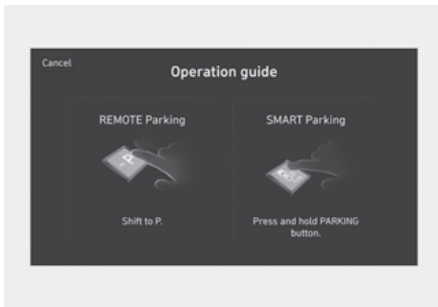 Cancel
Operation guide
REMOTE Parking
SMART Parking
P
Shift to P.
Press and hold PARKING
button.